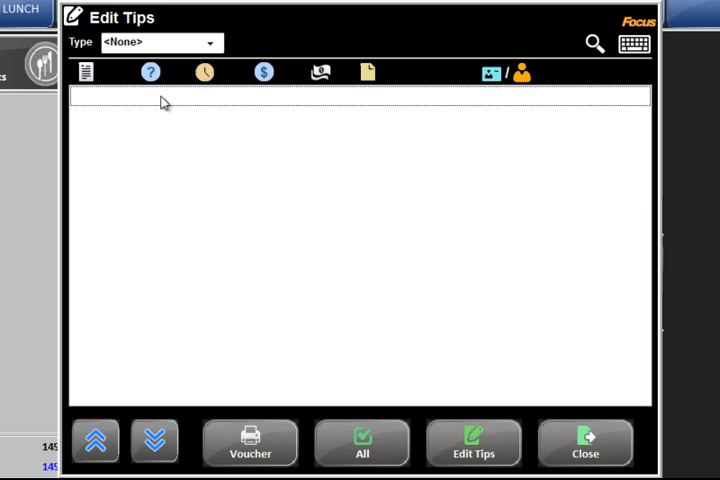 LUNCH
Edit Tips
Focus
Type <None>
s
145
145
Voucher
All
Edit Tips
Close